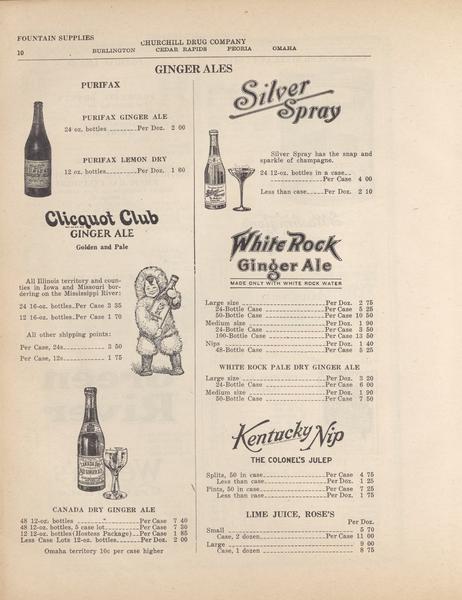 FOUNTAIN SUPPLIES
CHURCHILL DRUG COMPANY
10
BURLINGTON CEDAR RAPIDS PEORIA OMAHA
GINGER ALES
PURIFAX
PURIFAX GINGER ALE
24 oz. bottles Per Doz. 2 00
PURIFAX LEMON DRY
12 oz. bottles Per Doz. 1 60
Clicquot Club
GINGER ALE
Golden and Pale
All Illinois territory and coun-
ties in Iowa and Missouri bor-
dering on the Mississippi River:
24 16-oz. bottles Per Case 3 35
12 16-oz. bottles Per Case 1 70
All other shipping points:
Per Case, 24s 3 50
Per Case, 12s 1 75
CANADA DRY GINGER ALE
48 12-oz. bottles Per Case 7 40
48 12-oz. bottles, 5 case lot Per Case 7 30
12 12-oz. bottles (Hostess Package) Per Case 1 85
Less Case Lots 12-oz. bottles Per Doz. 2 00
Omaha territory 10c per case higher
Silver
Spray
Silver Spray has the snap and
sparkle of champagne.
24 12-oz. bottles in a case
Per Case 4 00
Less than case Per Doz. 2 10
White Rock
Ginger Ale
MADE ONLY WITH WHITE ROCK WATER
Large size Per Doz. 2 75
24-Bottle Case Per Case 5 25
50-Bottle Case Per Case 10 50
Medium size Per Doz. 1 90
24-Bottle Case Per Case 3 50
100-Bottle Case Per Case 13 50
Nips Per Doz. 1 40
48-Bottle Case Per Case 5 25
WHITE ROCK PALE DRY GINGER ALE
Large size Per Doz. 3 20
24-Bottle Case Per Case 6 00
Medium size Per Doz. 1 90
50-Bottle Case Per Case 7 50
Kentucky Nip
THE COLONEL'S JULEP
Splits, 50 in case Per Case 4 75
Less than case Per Doz. 1 25
Pints, 50 in case Per Case 7 25
Less than case Per Doz. 1 75
LIME JUICE, ROSE'S
Per Doz.
Small 5 70
Case, 2 dozen Per Case 11 00
Large 9 00
Case, 1 dozen 8 75